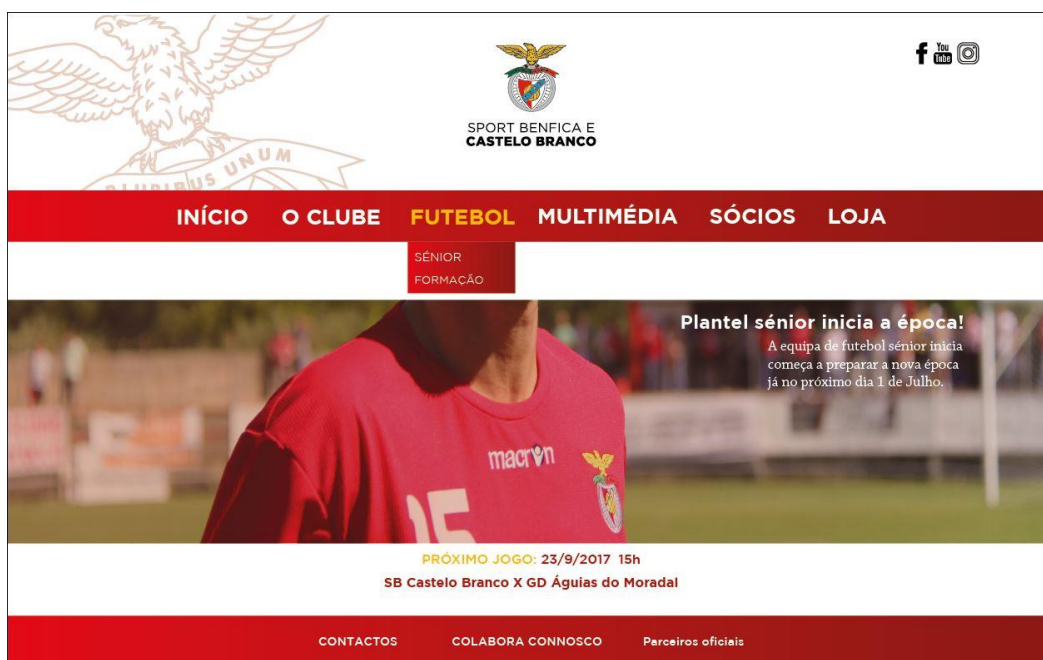 PLURIBUS UNUM
SPORT BENFICA E
CASTELO BRANCO
f You Tube
INÍCIO O CLUBE FUTEBOL MULTIMÉDIA SÓCIOS LOJA
SÉNIOR
FORMAÇÃO
Plantel sénior inicia a época!
A equipa de futebol sénior inicia
começa a preparar a nova época
já no próximo dia 1 de Julho.
macron
15
PRÓXIMO JOGO: 23/9/2017 15h
SB Castelo Branco X GD Águias do Moradal
CONTACTOS COLABORA CONNOSCO Parceiros oficiais